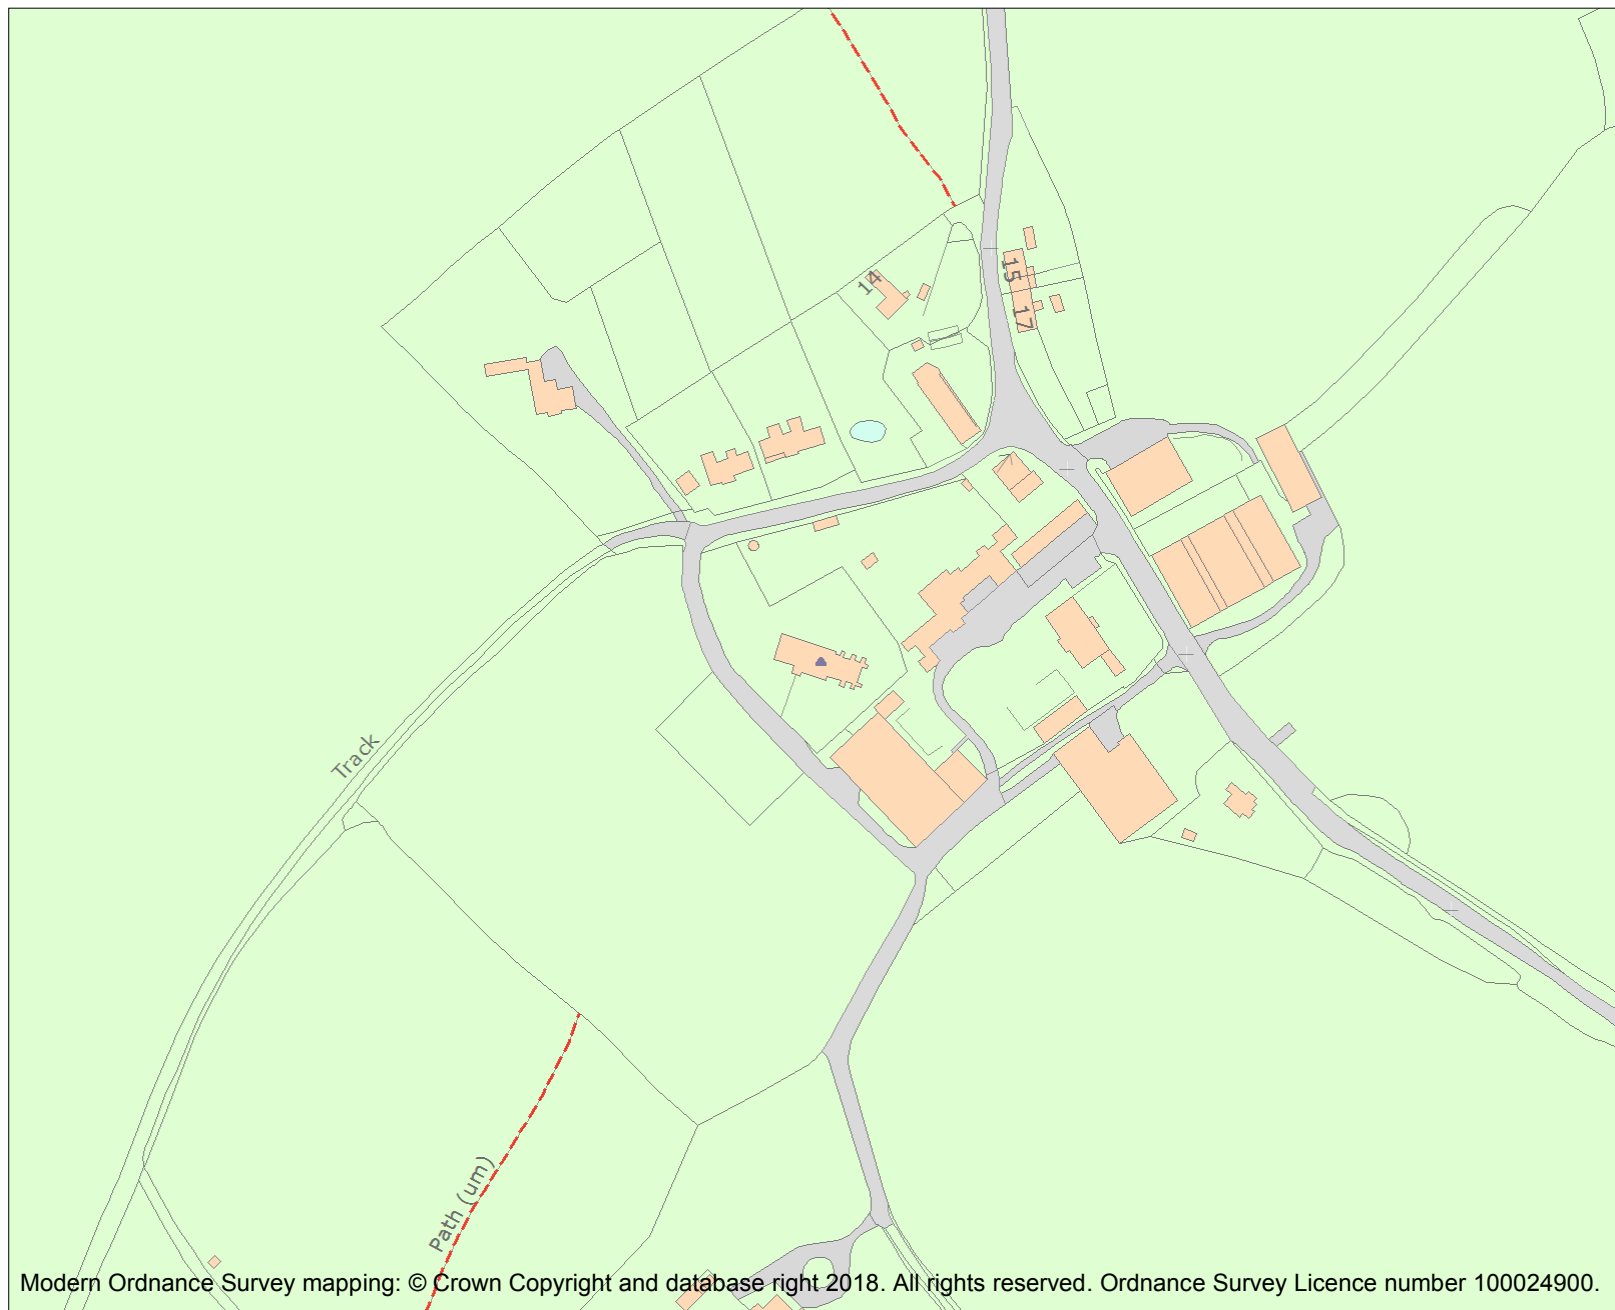 14
15
17
Track
Path (um)
Modern Ordnance Survey mapping: © Crown Copyright and database right 2018. All rights reserved. Ordnance Survey Licence number 100024900.